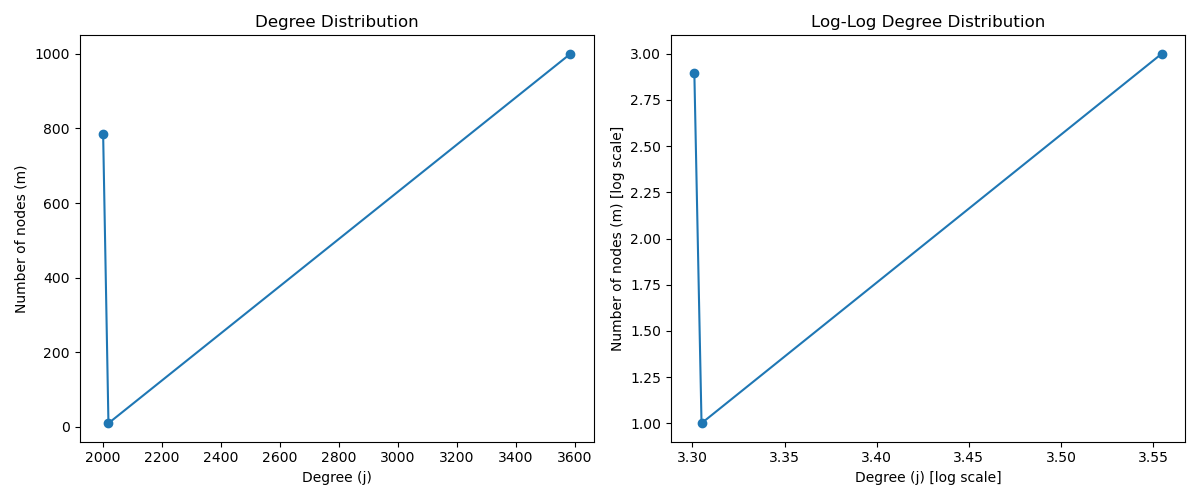 Degree Distribution
Number of nodes (m)
1000
800
600
400
200
0
2000 2200 2400 2600 2800 3000 3200 3400 3600
Degree (j)
Log-Log Degree Distribution
Number of nodes (m) [log scale]
3.00
2.75
2.50
2.25
2.00
1.75
1.50
1.25
1.00
3.30 3.35 3.40 3.45 3.50 3.55
Degree (j) [log scale]